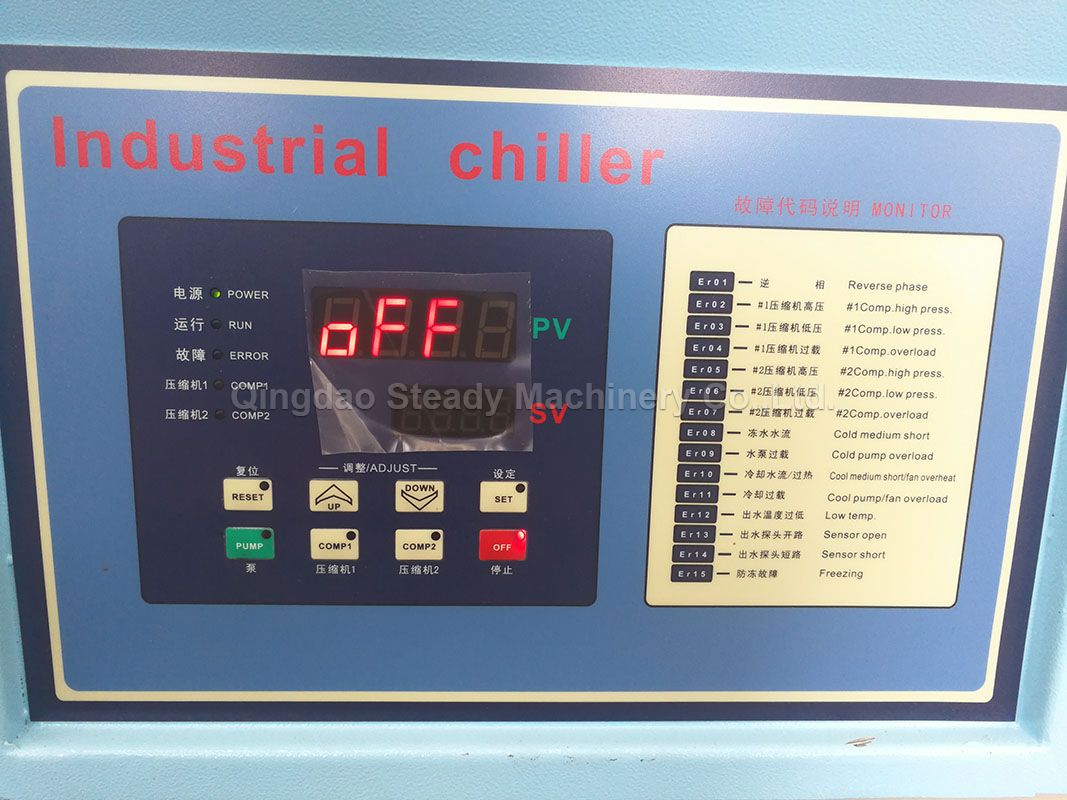 Industrial chiller
故障代码说明 MONITOR
电源 POWER
运行 RUN
故障 ERROR
压缩机1 COMP1
压缩机2 COMP2
oFF
PV
SV
复位
调整/ADJUST
设定
RESET
UP
DOWN
SET
PUMP
COMP1
COMP2
OFF
泵
压缩机1
压缩机2
停止
Er01 逆 相 Reverse phase
Er02 #1压缩机高压 #1Comp.high press.
Er03 #1压缩机低压 #1Comp.low press.
Er04 #1压缩机过载 #1Comp.overload
Er05 #2压缩机高压 #2Comp.high press.
Er06 #2压缩机低压 #2Comp.low press.
Er07 #2压缩机过载 #2Comp.overload
Er08 冻水水流 Cold medium short
Er09 水泵过载 Cold pump overload
Er10 冷却水流/过热 Cool medium short/fan overheat
Er11 冷却过载 Cool pump/fan overload
Er12 出水温度过低 Low temp.
Er13 出水探头开路 Sensor open
Er14 出水探头短路 Sensor short
Er15 防冻故障 Freezing
Qingdao Steady Machinery Co.,Ltd.